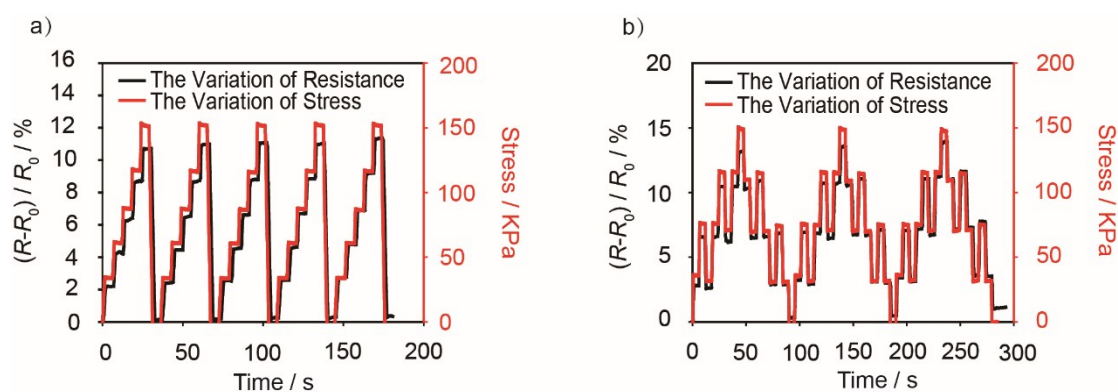 a)
16
14
12
10
8
6
4
2
0
(R-R₀) / R₀ / %
The Variation of Resistance
The Variation of Stress
200
150
100
50
0
Stress / KPa
0 50 100 150 200
Time / s
b)
20
15
10
5
0
(R-R₀) / R₀ / %
The Variation of Resistance
The Variation of Stress
200
150
100
50
0
Stress / KPa
0 50 100 150 200 250 300
Time / s